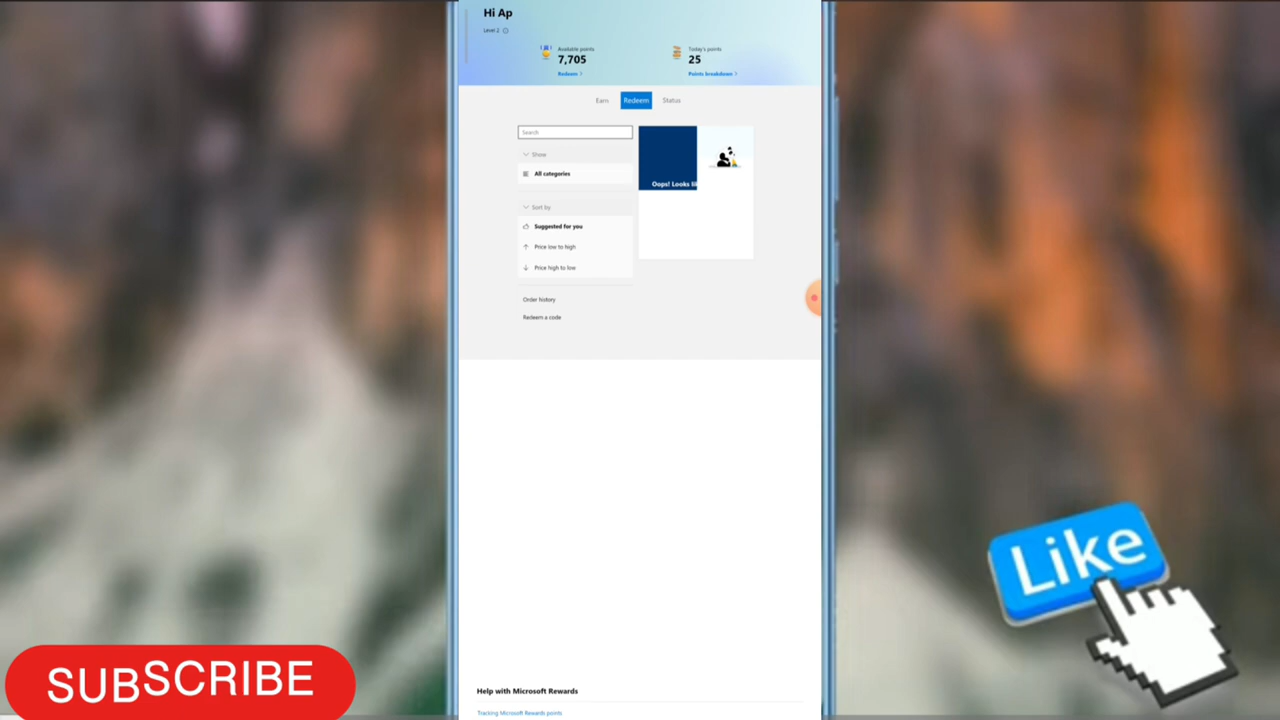 Hi Ap
Level 2
Available points
7,705
Redeem >
Today's points
25
Points breakdown >
Earn
Redeem
Status
Search
Show
All categories
Sort by
Suggested for you
Price low to high
Price high to low
Order history
Redeem a code
Oops! Looks li
Like
SUBSCRIBE
Help with Microsoft Rewards
Tracking Microsoft Rewards points